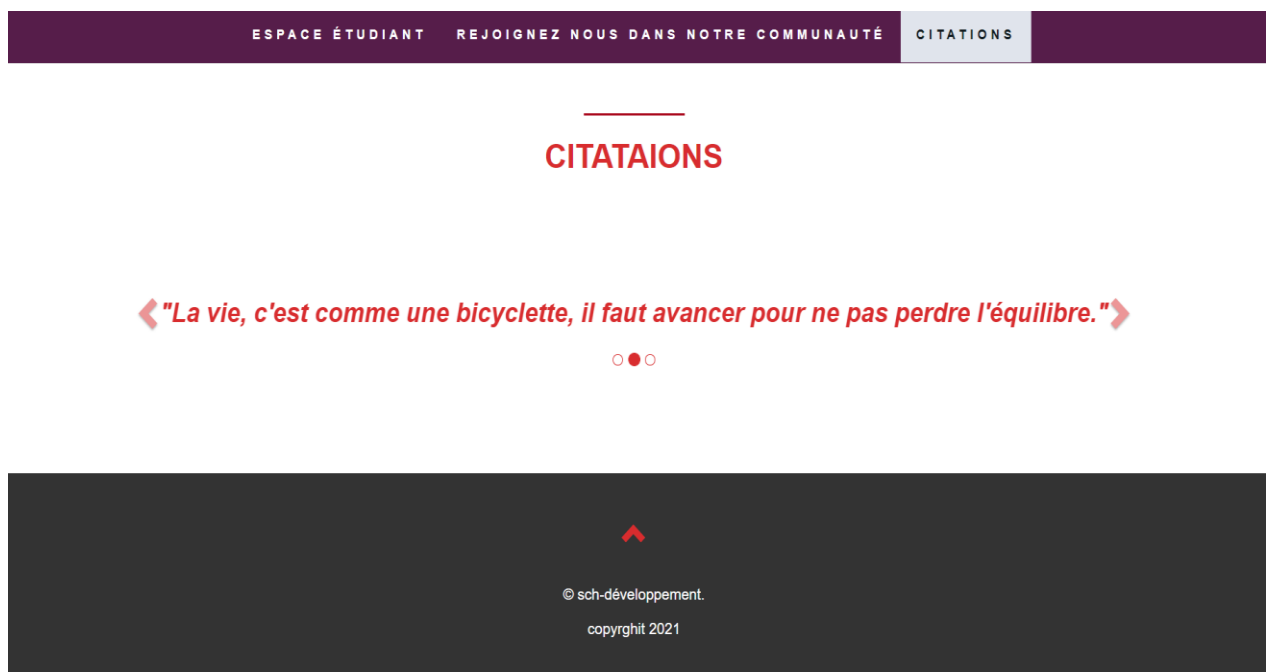 ESPACE ÉTUDIANT REJOIGNEZ NOUS DANS NOTRE COMMUNAUTÉ CITATIONS
CITATAIONS
"La vie, c'est comme une bicyclette, il faut avancer pour ne pas perdre l'équilibre."
© sch-développement.
copyrghit 2021